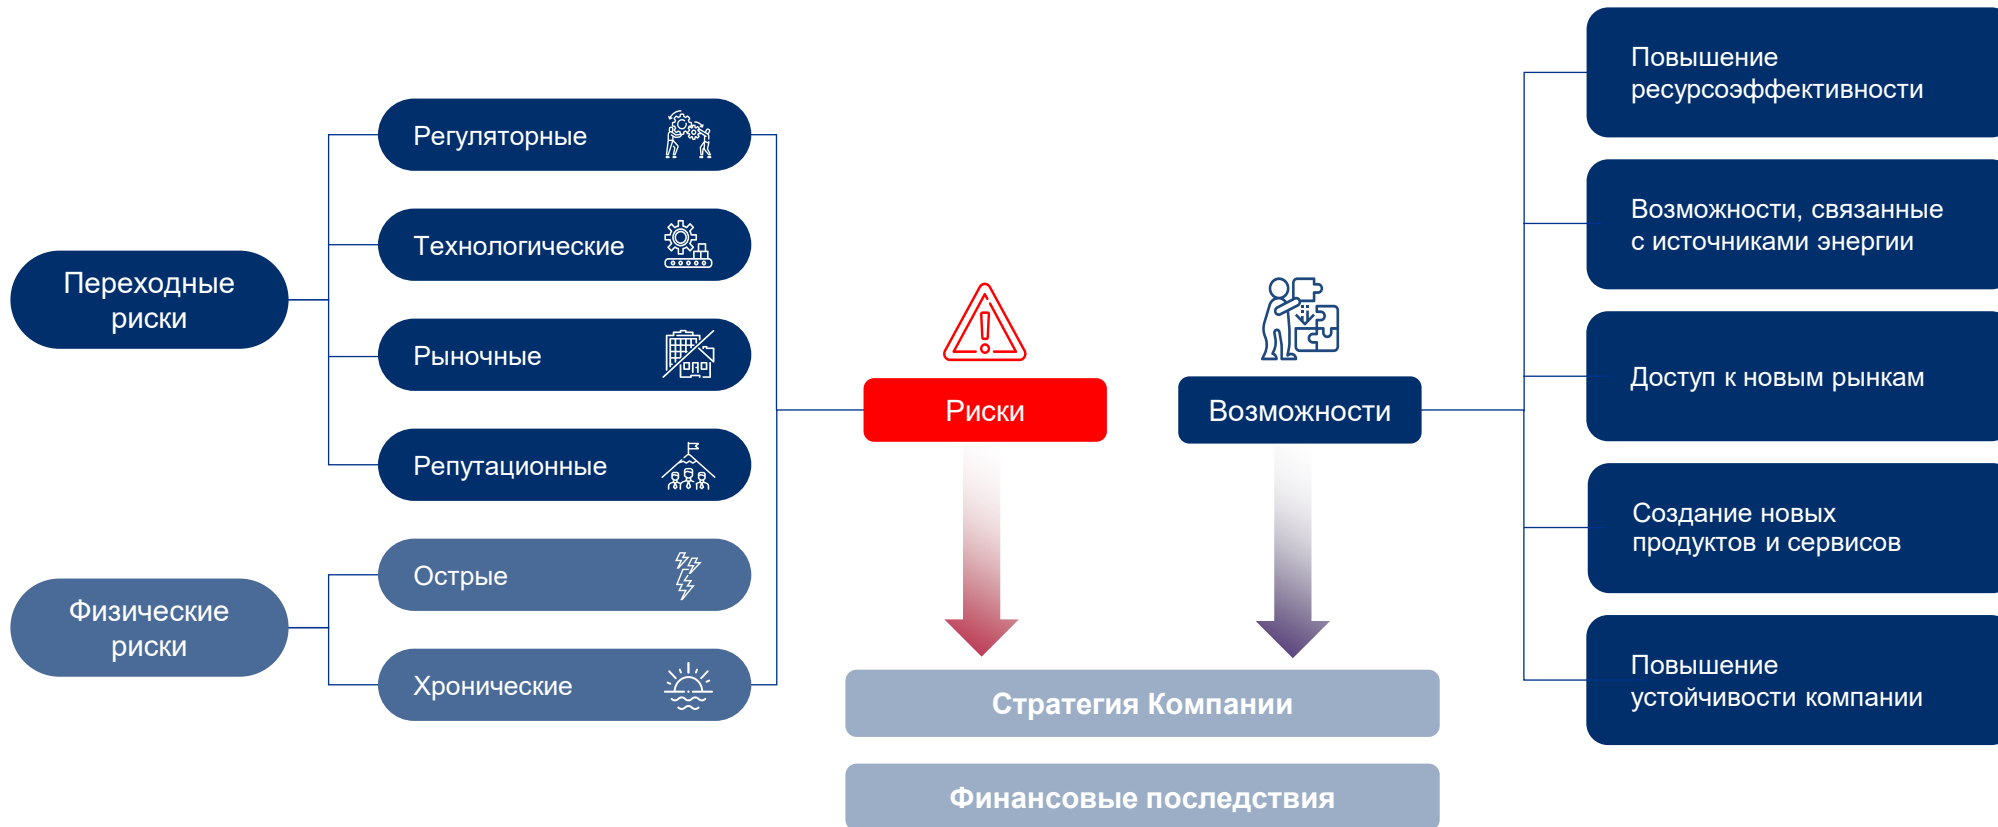 Переходные
риски
Физические
риски
Регуляторные
Технологические
Рыночные
Репутационные
Острые
Хронические
Риски
Возможности
Стратегия Компании
Финансовые последствия
Повышение
ресурсоэффективности
Возможности, связанные
с источниками энергии
Доступ к новым рынкам
Создание новых
продуктов и сервисов
Повышение
устойчивости компании